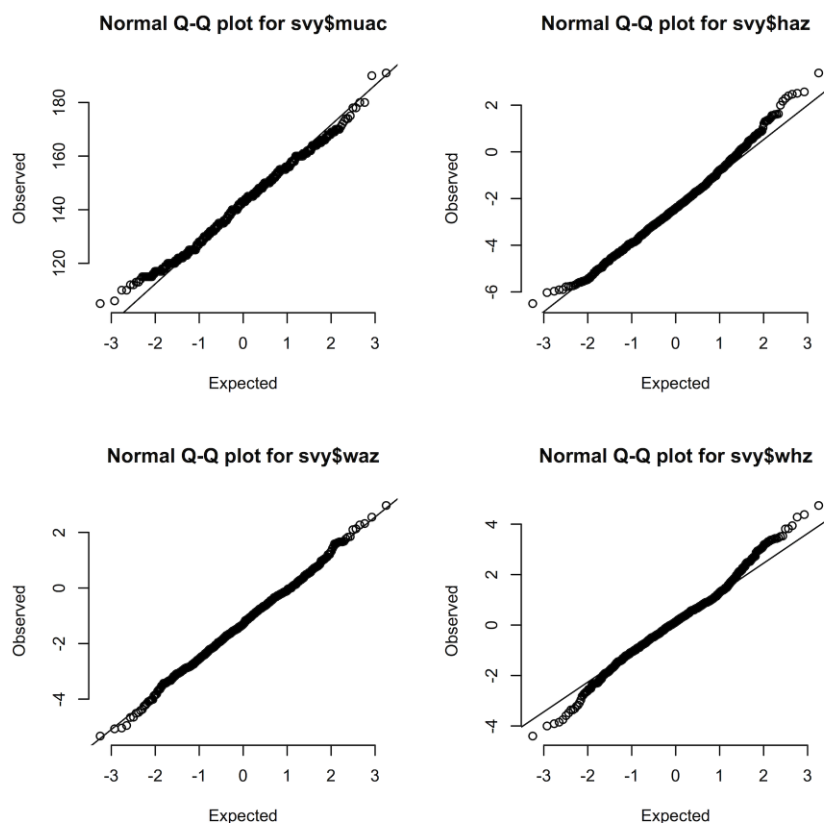 Normal Q-Q plot for svy$muac
Observed
180
160
140
120
-3 -2 -1 0 1 2 3
Expected
Normal Q-Q plot for svy$haz
Observed
2
0
-2
-4
-6
-3 -2 -1 0 1 2 3
Expected
Normal Q-Q plot for svy$waz
Observed
2
0
-2
-4
-3 -2 -1 0 1 2 3
Expected
Normal Q-Q plot for svy$whz
Observed
4
2
0
-2
-4
-3 -2 -1 0 1 2 3
Expected